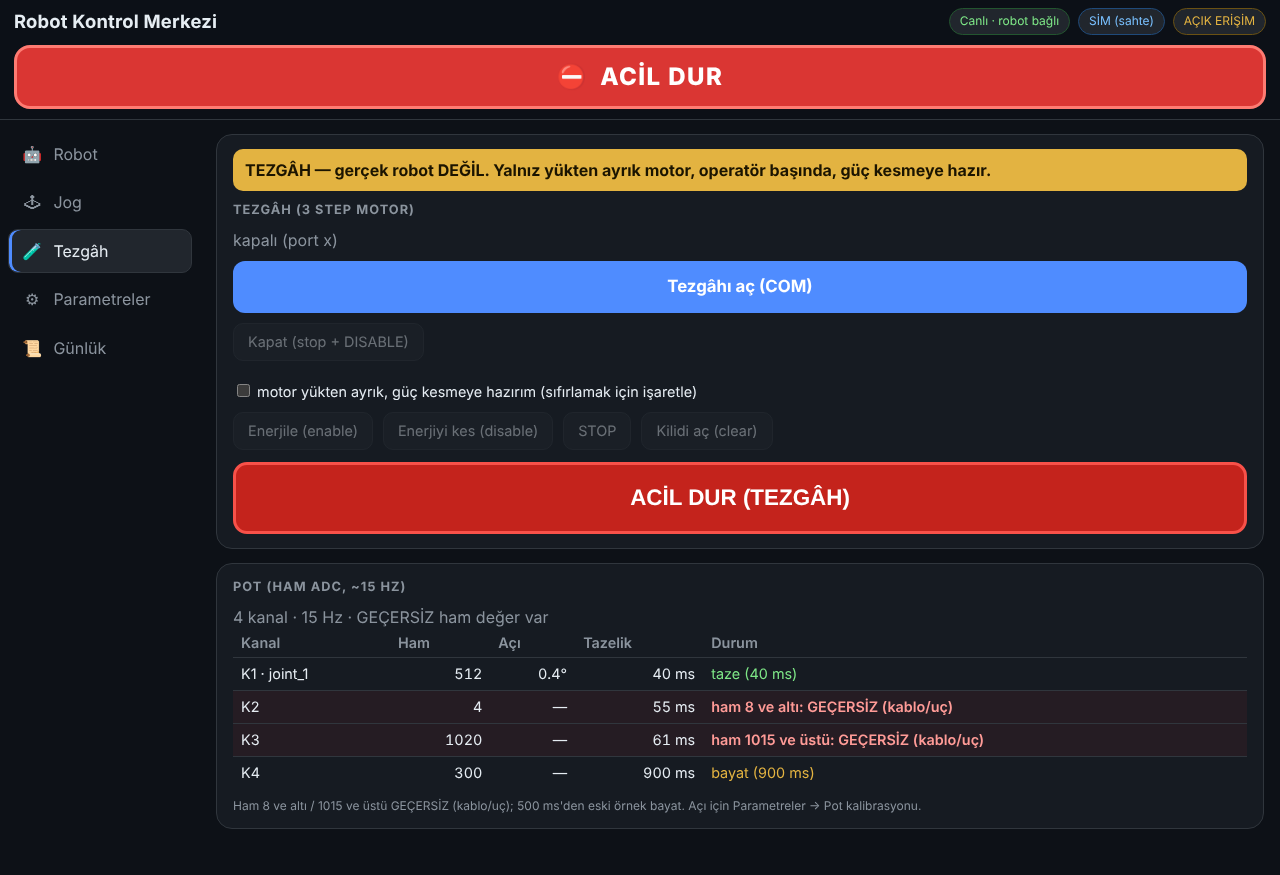 Robot Kontrol Merkezi
Canlı · robot bağlı
SİM (sahte)
AÇIK ERİŞİM
⛔ ACİL DUR
🤖 Robot
🕹 Jog
🧪 Tezgâh
⚙ Parametreler
📜 Günlük
TEZGÂH — gerçek robot DEĞİL. Yalnız yükten ayrık motor, operatör başında, güç kesmeye hazır.
TEZGÂH (3 STEP MOTOR)
kapalı (port x)
Tezgâhı aç (COM)
Kapat (stop + DISABLE)
motor yükten ayrık, güç kesmeye hazırım (sıfırlamak için işaretle)
Enerjile (enable) Enerjiyi kes (disable) STOP Kilidi aç (clear)
ACİL DUR (TEZGÂH)
POT (HAM ADC, ~15 HZ)
4 kanal · 15 Hz · GEÇERSİZ ham değer var
Kanal Ham Açı Tazelik Durum
K1 · joint_1 512 0.4° 40 ms taze (40 ms)
K2 4 — 55 ms ham 8 ve altı: GEÇERSİZ (kablo/uç)
K3 1020 — 61 ms ham 1015 ve üstü: GEÇERSİZ (kablo/uç)
K4 300 — 900 ms bayat (900 ms)
Ham 8 ve altı / 1015 ve üstü GEÇERSİZ (kablo/uç); 500 ms'den eski örnek bayat. Açı için Parametreler → Pot kalibrasyonu.